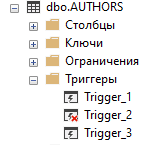 dbo.AUTHORS
Столбцы
Ключи
Ограничения
Триггеры
Trigger_1
Trigger_2
Trigger_3